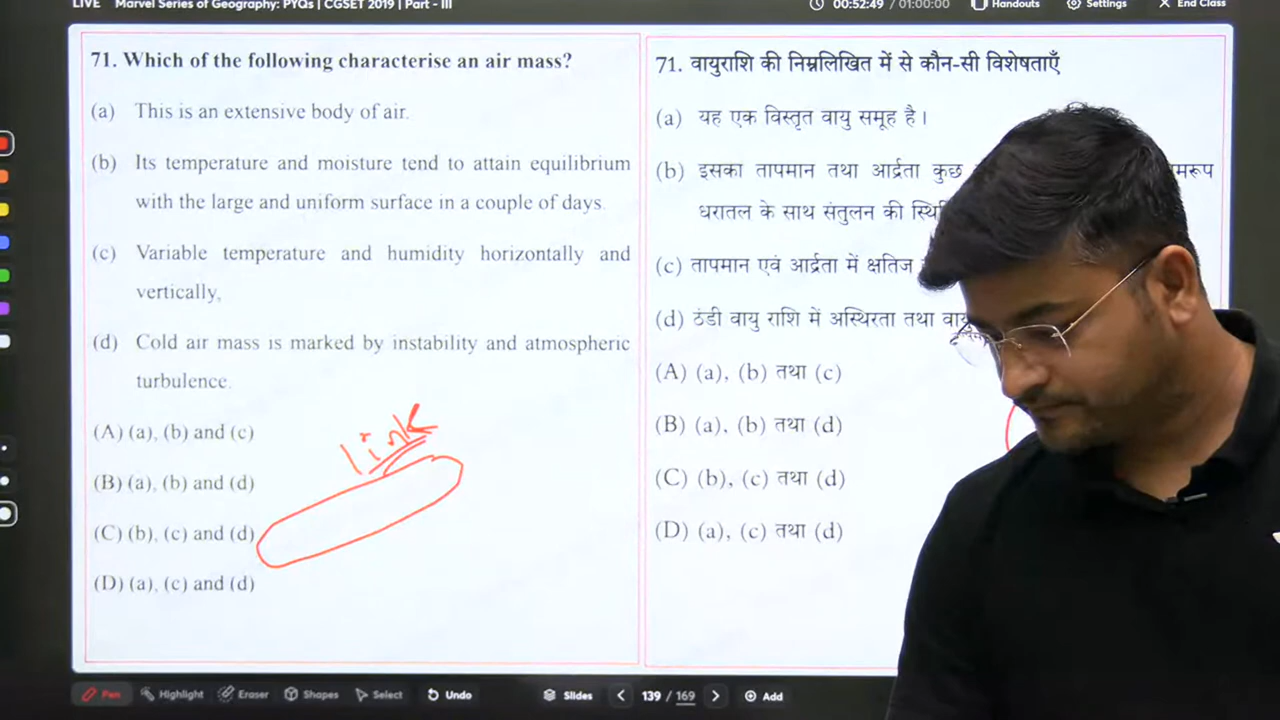 LIVE Marvel Series of Geography: PYQs | CGSET 2019 | Part - III
00:52:49 / 01:00:00 Handouts Settings End Class
71. Which of the following characterise an air mass?
(a) This is an extensive body of air.
(b) Its temperature and moisture tend to attain equilibrium
with the large and uniform surface in a couple of days.
(c) Variable temperature and humidity horizontally and
vertically,
(d) Cold air mass is marked by instability and atmospheric
turbulence.
(A) (a), (b) and (c)
(B) (a), (b) and (d)
(C) (b), (c) and (d)
(D) (a), (c) and (d)
link
71. वायुराशि की निम्नलिखित में से कौन-सी विशेषताएँ
(a) यह एक विस्तृत वायु समूह है।
(b) इसका तापमान तथा आर्द्रता कुछ
धरातल के साथ संतुलन की
(c) तापमान एवं आर्द्रता में क्षतिज
(d) ठंडी वायु राशि में अस्थिरता तथा
(A) (a), (b) तथा (c)
(B) (a), (b) तथा (d)
(C) (b), (c) तथा (d)
(D) (a), (c) तथा (d)
Pen Highlight Eraser Shapes Select Undo Slides 139 / 169 Add